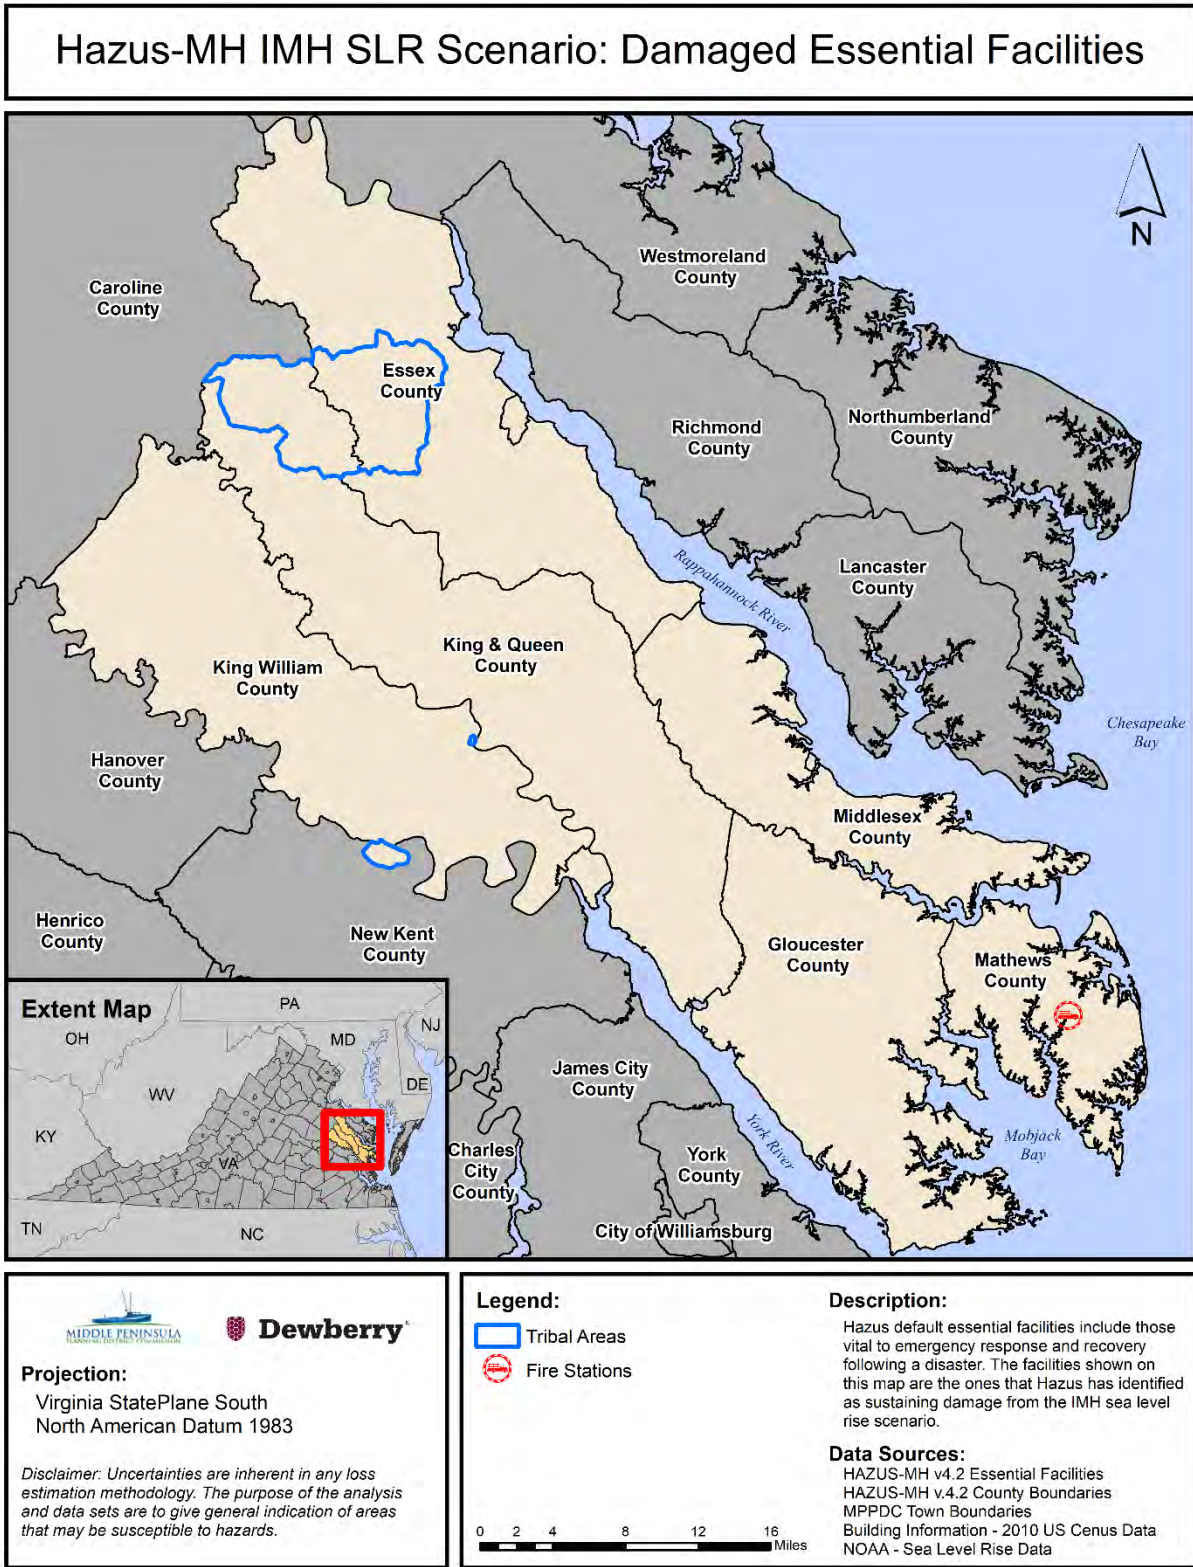 Hazus-MH IMH SLR Scenario: Damaged Essential Facilities
N
Westmoreland
County
Caroline
County
Essex
County
Richmond
County
Northumberland
County
Lancaster
County
Rappahannock River
King & Queen
County
King William
County
Chesapeake
Bay
Hanover
County
Middlesex
County
Henrico
County
New Kent
County
Gloucester
County
Mathews
County
James City
County
York River
Mobjack
Bay
Charles
City
County
York
County
City of Williamsburg
Extent Map
PA
OH
MD
NJ
WV
DE
KY
VA
TN
NC
MIDDLE PENINSULA
PLANNING DISTRICT COMMISSION
Dewberry
Projection:
Virginia StatePlane South
North American Datum 1983
Disclaimer: Uncertainties are inherent in any loss
estimation methodology. The purpose of the analysis
and data sets are to give general indication of areas
that may be susceptible to hazards.
Legend:
Tribal Areas
Fire Stations
0 2 4 8 12 16
Miles
Description:
Hazus default essential facilities include those
vital to emergency response and recovery
following a disaster. The facilities shown on
this map are the ones that Hazus has identified
as sustaining damage from the IMH sea level
rise scenario.
Data Sources:
HAZUS-MH v4.2 Essential Facilities
HAZUS-MH v.4.2 County Boundaries
MPPDC Town Boundaries
Building Information - 2010 US Cenus Data
NOAA - Sea Level Rise Data